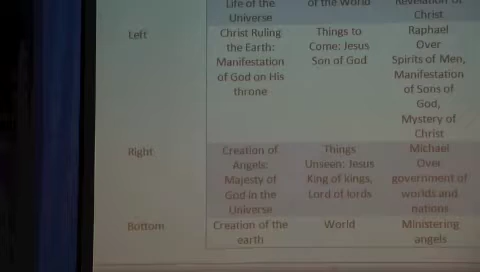 Life of the of the World Revelation of
Universe Christ
Left Christ Ruling Things to Raphael
the Earth: Come: Jesus Over
Manifestation Son of God Spirits of Men,
of God on His Manifestation
throne of Sons of
God,
Mystery of
Christ
Right Creation of Things Michael
Angels: Unseen: Jesus Over
Majesty of King of kings, government of
God in the Lord of lords worlds and
Universe nations
Bottom Creation of the World Ministering
earth angels